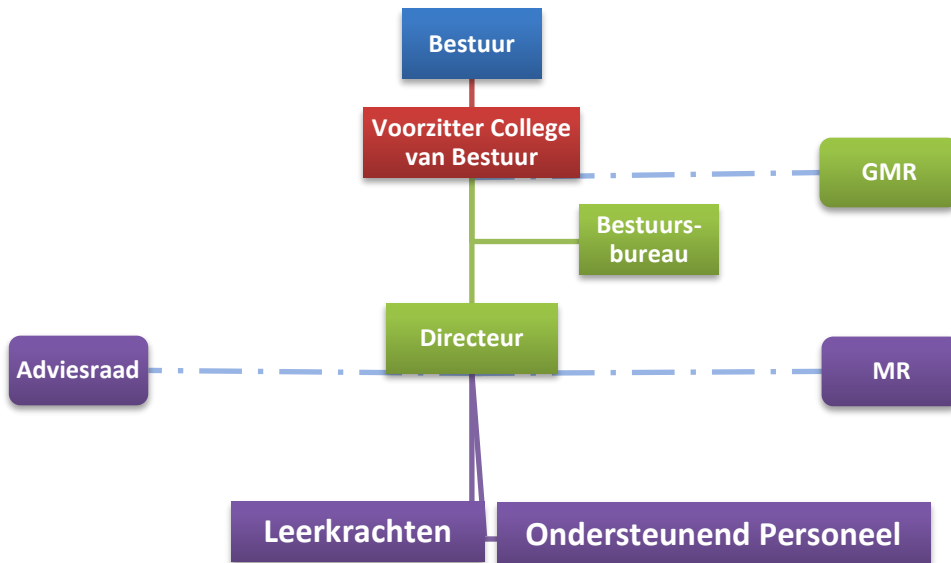 Bestuur
Voorzitter College
van Bestuur
GMR
Bestuurs-
bureau
Directeur
Adviesraad
MR
Leerkrachten
Ondersteunend Personeel